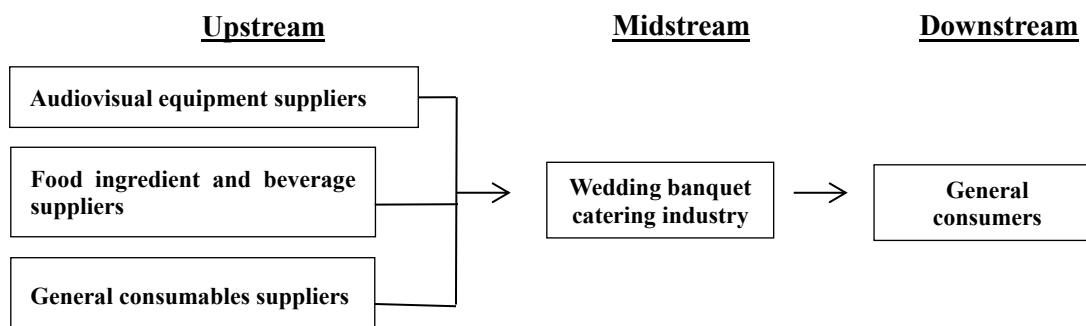 Upstream
Midstream
Downstream
Audiovisual equipment suppliers
Food ingredient and beverage
suppliers
General consumables suppliers
Wedding banquet
catering industry
General
consumers